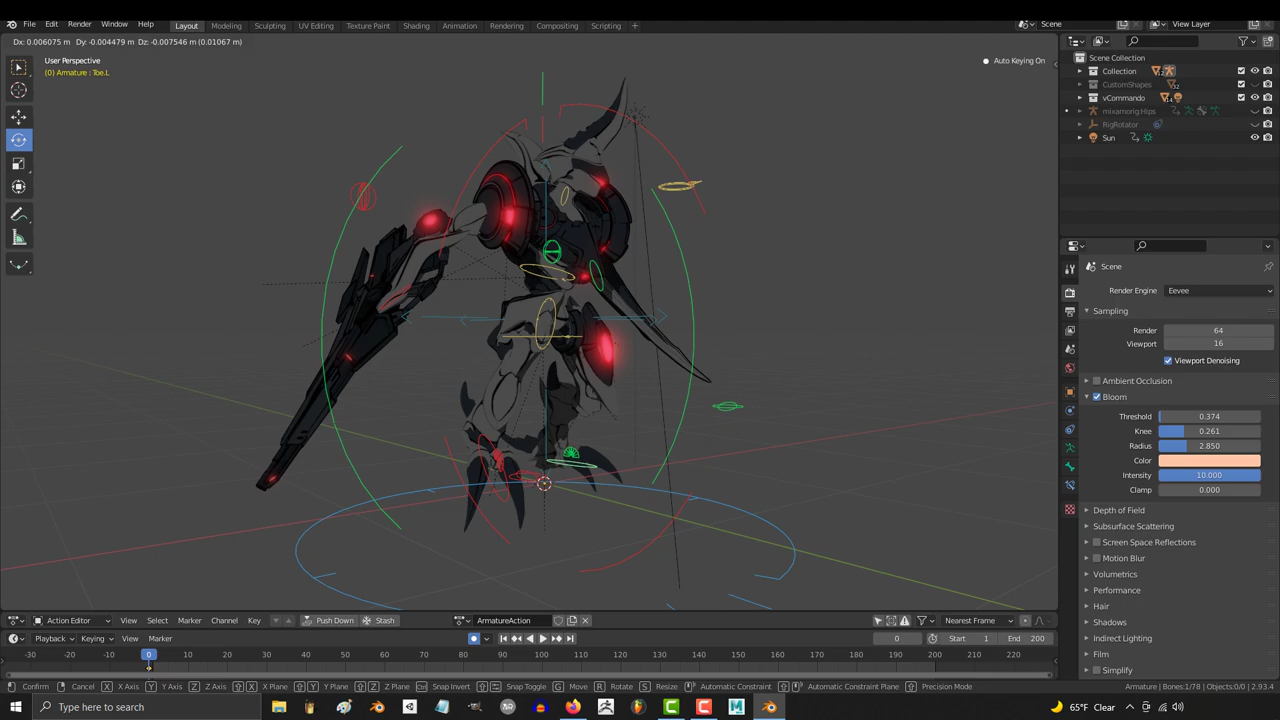 File Edit Render Window Help Layout Modeling Sculpting UV Editing Texture Paint Shading Animation Rendering Compositing Scripting + Scene View Layer
Dx: 0.006075 m Dy: -0.004479 m Dz: -0.007546 m (0.01067 m)
User Perspective
(0) Armature : Toe.L
Auto Keying On
Scene Collection
Collection
CustomShapes
vCommando
mixamorig:Hips
RigRotator
Sun
Scene
Render Engine Eevee
Sampling
Render 64
Viewport 16
Viewport Denoising
Ambient Occlusion
Bloom
Threshold 0.374
Knee 0.261
Radius 2.850
Color
Intensity 10.000
Clamp 0.000
Depth of Field
Subsurface Scattering
Screen Space Reflections
Motion Blur
Volumetrics
Performance
Hair
Shadows
Indirect Lighting
Film
Simplify
Action Editor View Select Marker Channel Key Push Down Stash ArmatureAction Nearest Frame
Playback Keying View Marker 0 Start 1 End 200
-30 -20 -10 0 10 20 30 40 50 60 70 80 90 100 110 120 130 140 150 160 170 180 190 200 210 220
Confirm Cancel X X Axis Y Y Axis Z Z Axis X X Plane Y Y Plane Z Z Plane Snap Invert Snap Toggle G Move R Rotate S Resize Automatic Constraint Automatic Constraint Plane Precision Mode Armature | Bones:1/78 | Objects:0/0 | 2.93.4
Type here to search 65°F Clear